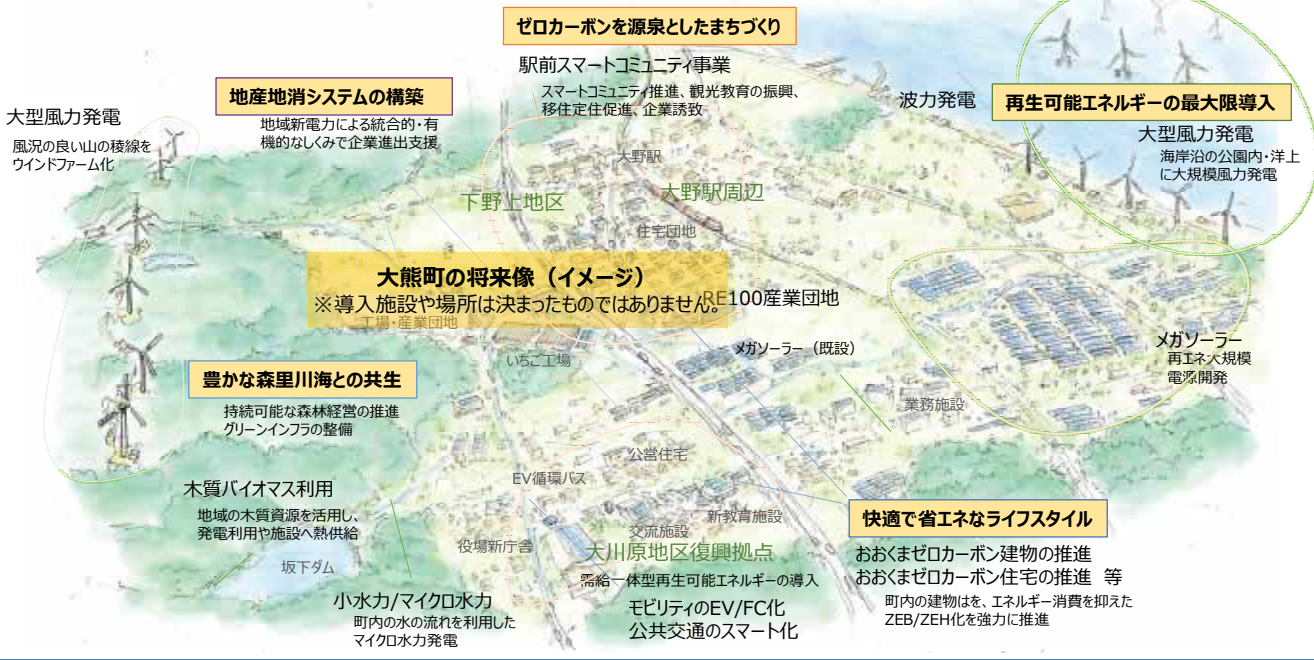 ゼロカーボンを源泉としたまちづくり
駅前スマートコミュニティ事業
スマートコミュニティ推進、観光教育の振興、
移住定住促進、企業誘致
地産地消システムの構築
地域新電力による統合的・有
機的なしくみで企業進出支援
大型風力発電
風況の良い山の稜線を
ウインドファーム化
波力発電
再生可能エネルギーの最大限導入
大型風力発電
海岸沿の公園内・洋上
に大規模風力発電
大野駅
下野上地区
大野駅周辺
住宅団地
大熊町の将来像（イメージ）
※導入施設や場所は決まったものではありません。
RE100産業団地
工場・産業団地
いちご工場
メガソーラー（既設）
メガソーラー
再エネ大規模
電源開発
業務施設
豊かな森里川海との共生
持続可能な森林経営の推進
グリーンインフラの整備
公営住宅
EV循環バス
木質バイオマス利用
地域の木質資源を活用し、
発電利用や施設へ熱供給
坂下ダム
役場新庁舎
交流施設
新教育施設
大川原地区復興拠点
需給一体型再生可能エネルギーの導入
モビリティのEV/FC化
公共交通のスマート化
小水力/マイクロ水力
町内の水の流れを利用した
マイクロ水力発電
快適で省エネなライフスタイル
おおくまゼロカーボン建物の推進
おおくまゼロカーボン住宅の推進　等
町内の建物はを、エネルギー消費を抑えた
ZEB/ZEH化を強力に推進